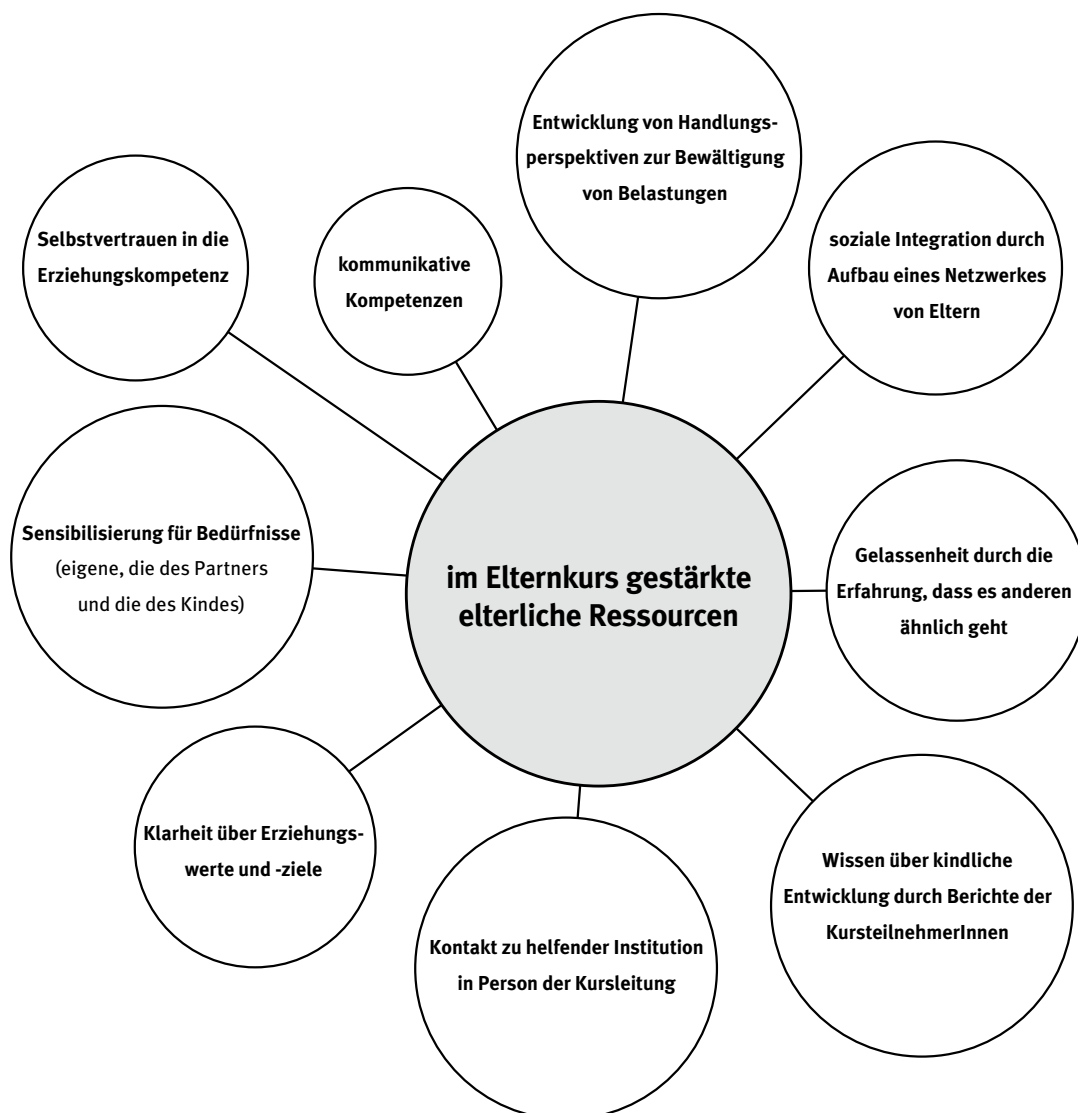 Entwicklung von Handlungs-
perspektiven zur Bewältigung
von Belastungen
Selbstvertrauen in die
Erziehungskompetenz
kommunikative
Kompetenzen
soziale Integration durch
Aufbau eines Netzwerkes
von Eltern
Sensibilisierung für Bedürfnisse
(eigene, die des Partners
und die des Kindes)
im Elternkurs gestärkte
elterliche Ressourcen
Gelassenheit durch die
Erfahrung, dass es anderen
ähnlich geht
Klarheit über Erziehungs-
werte und -ziele
Kontakt zu helfender Institution
in Person der Kursleitung
Wissen über kindliche
Entwicklung durch Berichte der
KursteilnehmerInnen